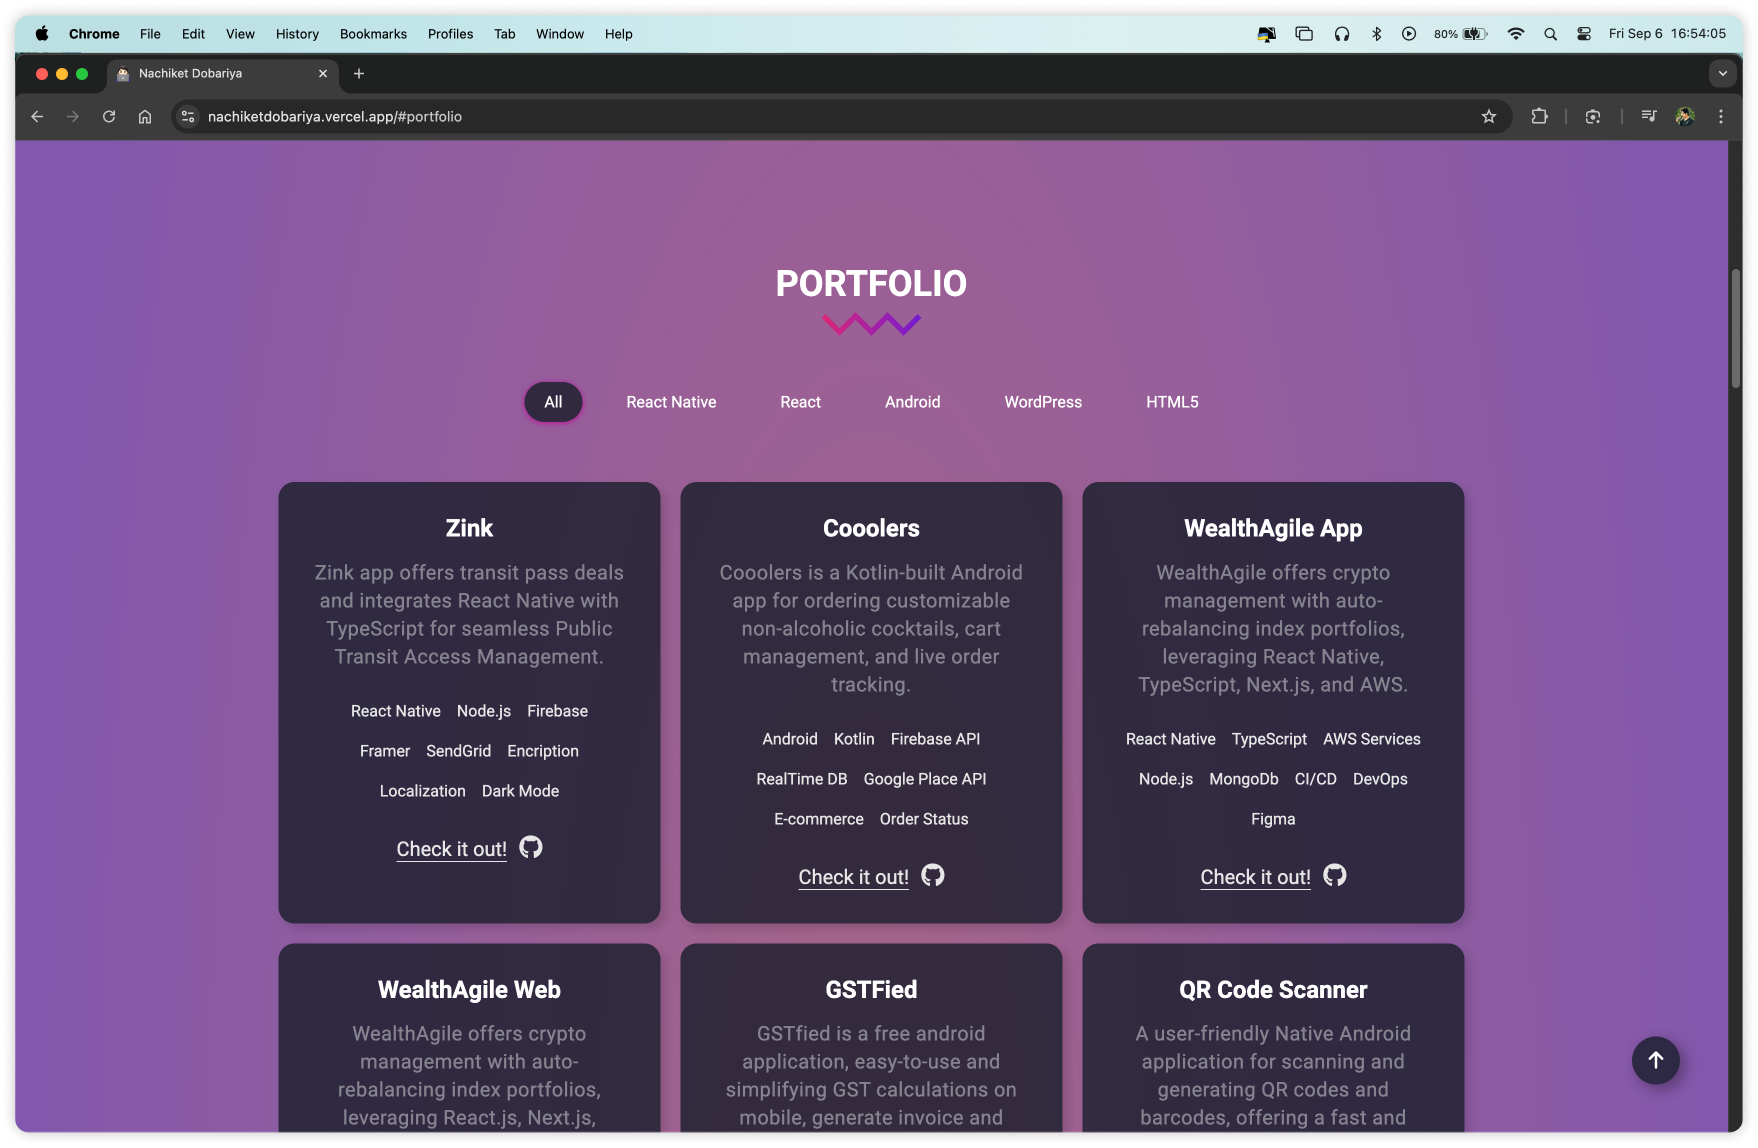 Chrome File Edit View History Bookmarks Profiles Tab Window Help 80% Fri Sep 6 16:54:05
Nachiket Dobariya
nachiketdobariya.vercel.app/#portfolio
PORTFOLIO
All React Native React Android WordPress HTML5
Zink
Zink app offers transit pass deals
and integrates React Native with
TypeScript for seamless Public
Transit Access Management.
React Native Node.js Firebase
Framer SendGrid Encription
Localization Dark Mode
Check it out!
Cooolers
Cooolers is a Kotlin-built Android
app for ordering customizable
non-alcoholic cocktails, cart
management, and live order
tracking.
Android Kotlin Firebase API
RealTime DB Google Place API
E-commerce Order Status
Check it out!
WealthAgile App
WealthAgile offers crypto
management with auto-
rebalancing index portfolios,
leveraging React Native,
TypeScript, Next.js, and AWS.
React Native TypeScript AWS Services
Node.js MongoDb CI/CD DevOps
Figma
Check it out!
WealthAgile Web
WealthAgile offers crypto
management with auto-
rebalancing index portfolios,
leveraging React.js, Next.js,
GSTFied
GSTfied is a free android
application, easy-to-use and
simplifying GST calculations on
mobile, generate invoice and
QR Code Scanner
A user-friendly Native Android
application for scanning and
generating QR codes and
barcodes, offering a fast and